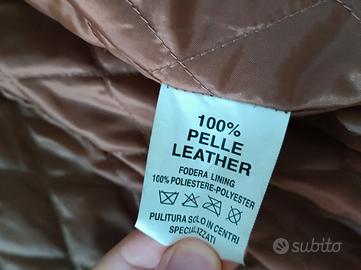 100%
PELLE
LEATHER
FODERA LINING
100% POLIESTERE-POLYESTER
PULITURA SOLO IN CENTRI
SPECIALIZZATI
subito